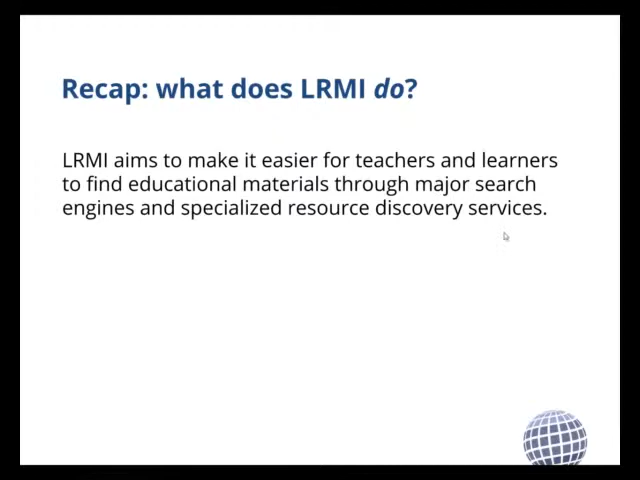 Recap: what does LRMI do?
LRMI aims to make it easier for teachers and learners
to find educational materials through major search
engines and specialized resource discovery services.